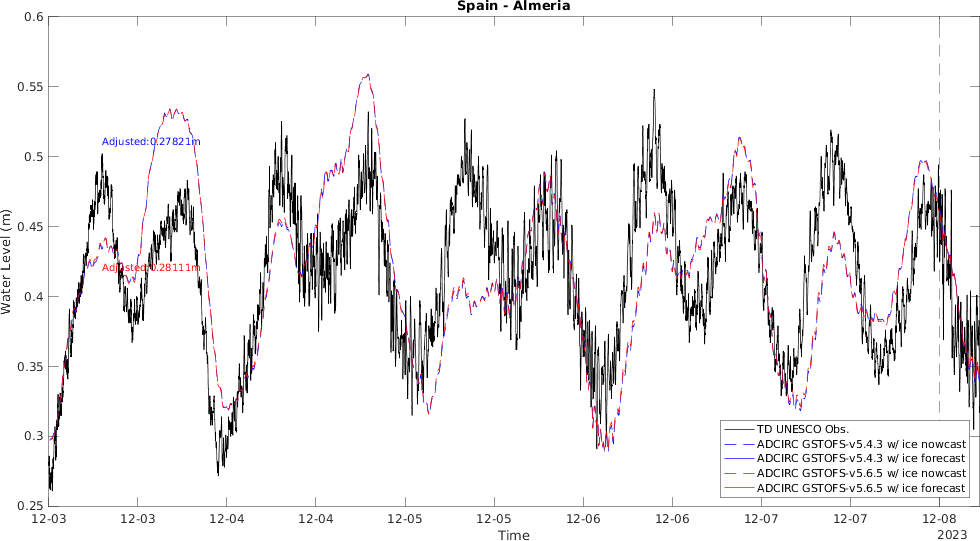 Spain - Almeria
0.6
0.55
0.5
0.45
0.4
0.35
0.3
0.25
Water Level (m)
Adjusted:0.27821m
Adjusted:0.28111m
TD UNESCO Obs.
ADCIRC GSTOFS-v5.4.3 w/ ice nowcast
ADCIRC GSTOFS-v5.4.3 w/ ice forecast
ADCIRC GSTOFS-v5.6.5 w/ ice nowcast
ADCIRC GSTOFS-v5.6.5 w/ ice forecast
12-03 12-03 12-04 12-04 12-05 12-05 12-06 12-06 12-07 12-07 12-08
Time
2023